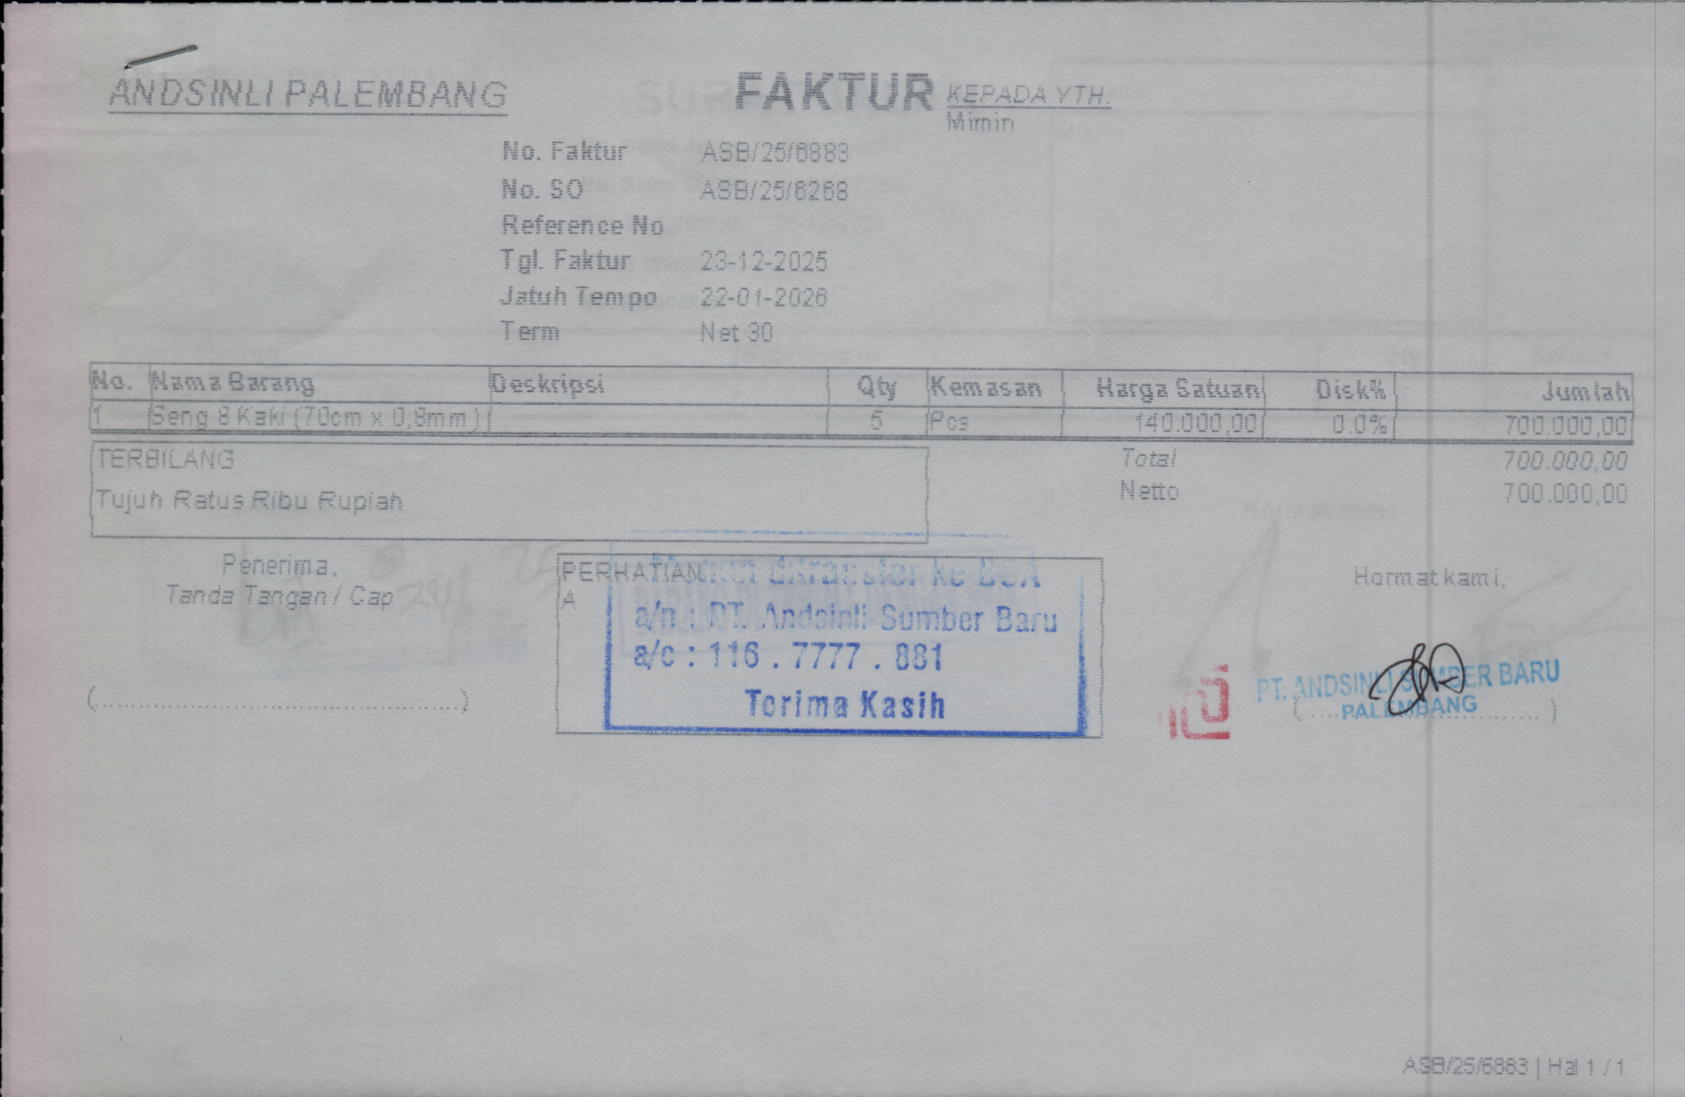 ANDSINLI PALEMBANG
FAKTUR
KEPADA YTH.
Mimin
No. Faktur ASB/25/6883
No. SO ASB/25/6268
Reference No
Tgl. Faktur 23-12-2025
Jatuh Tempo 22-01-2026
Term Net 30
No. Nama Barang Deskripsi Qty Kemasan Harga Satuan Disk% Jumlah
1 Seng 8 Kaki (70cm x 0,8mm) 5 Pcs 140.000,00 0.0% 700.000,00
TERBILANG
Tujuh Ratus Ribu Rupiah
Total 700.000,00
Netto 700.000,00
Penerima,
Tanda Tangan / Cap
(............................................)
PERHATIAN
A
ditransfer ke BCA
a/n : PT. Andsinli Sumber Baru
a/c : 116 . 7777 . 881
Terima Kasih
Hormat kami,
PT. ANDSINLI SUMBER BARU
PALEMBANG
(..............................)
ASB/25/6883 | Hal 1 / 1